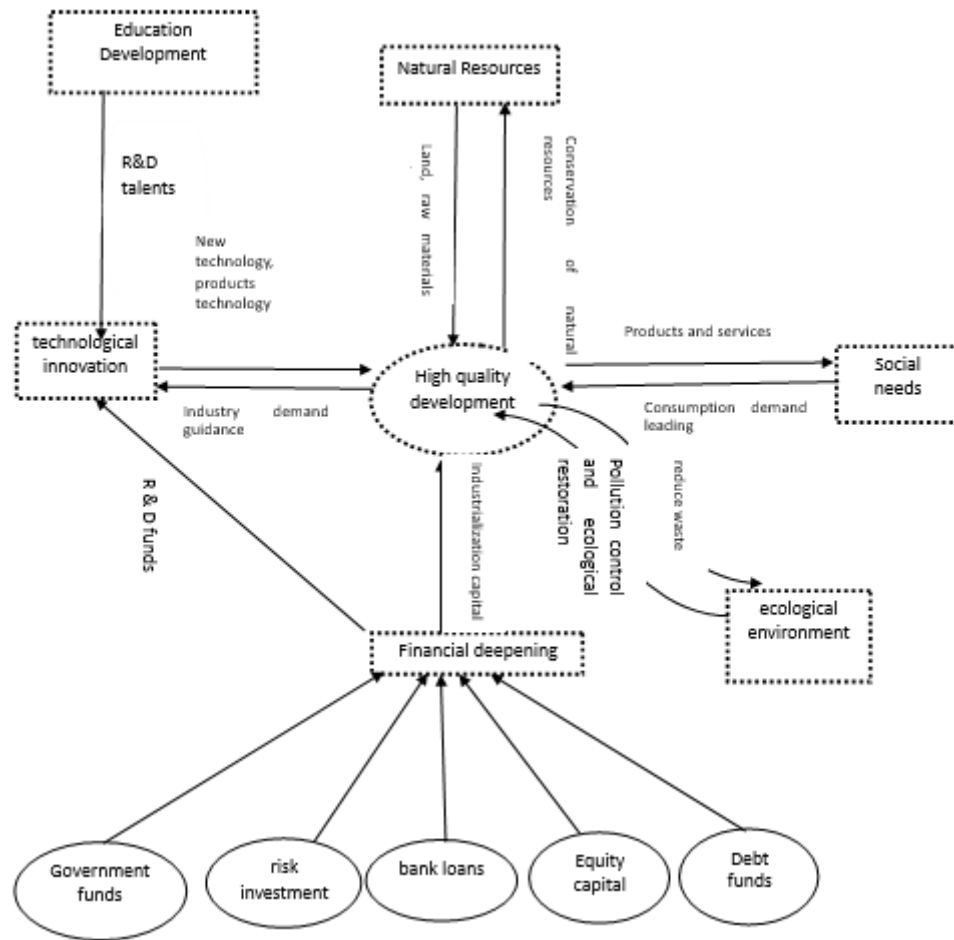 Education
Development
Natural Resources
R&D
talents
Land, raw materials
Conservation of natural
resources
New
technology,
products
technology
technological
innovation
High quality
development
Products and services
Social
needs
Industry demand
guidance
Consumption demand
leading
R & D funds
Industrialization capital
Pollution control
and ecological
restoration
reduce waste
ecological
environment
Financial deepening
Government
funds
risk
investment
bank loans
Equity
capital
Debt
funds